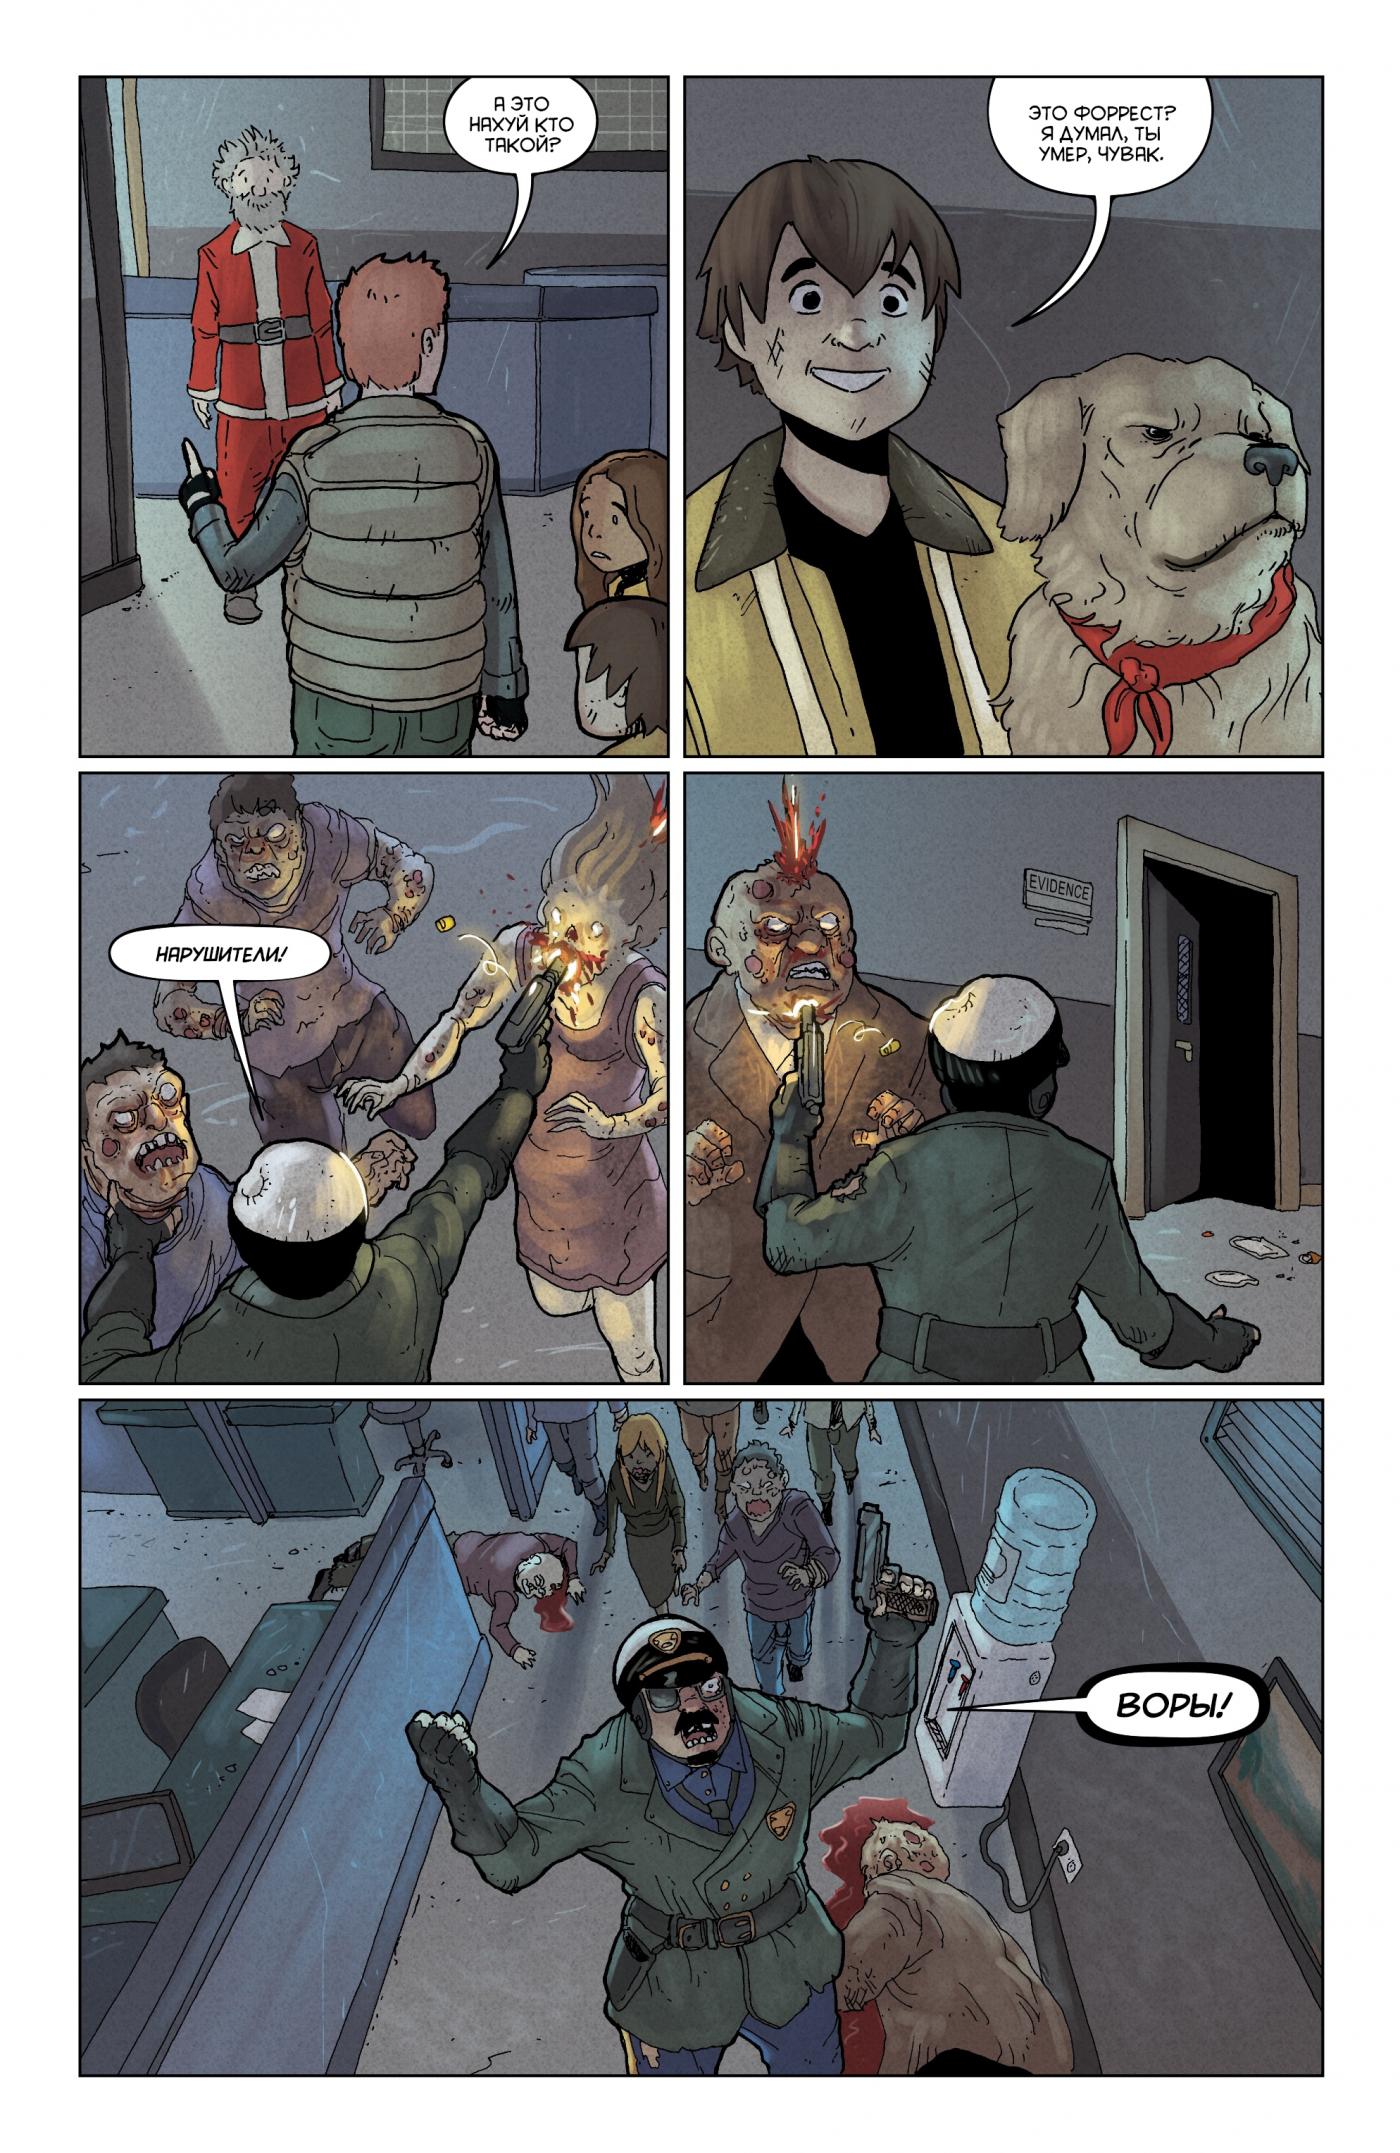 А ЭТО
НАХУЙ КТО
ТАКОЙ?
ЭТО ФОРРЕСТ?
Я ДУМАЛ, ТЫ
УМЕР, ЧУВАК.
НАРУШИТЕЛИ!
EVIDENCE
ВОРЫ!